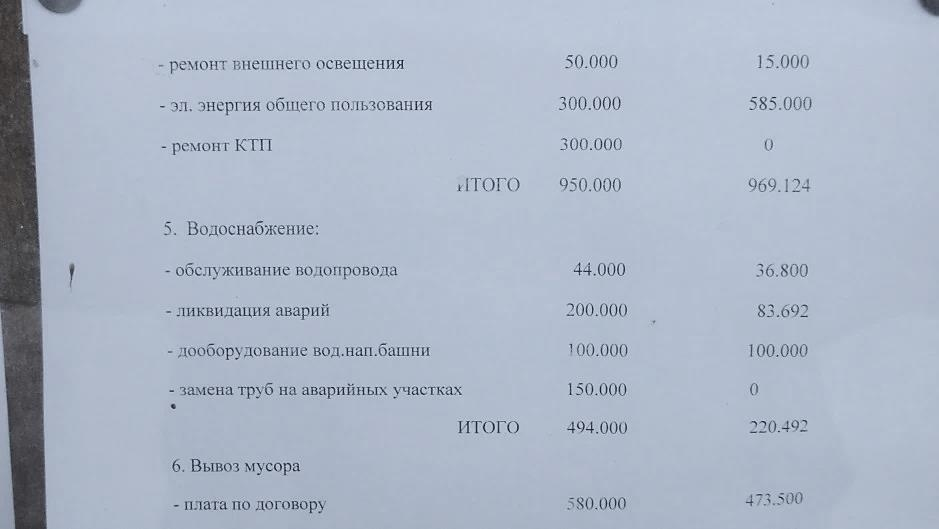 - ремонт внешнего освещения 50.000 15.000
- эл. энергия общего пользования 300.000 585.000
- ремонт КТП 300.000 0
ИТОГО 950.000 969.124
5. Водоснабжение:
- обслуживание водопровода 44.000 36.800
- ликвидация аварий 200.000 83.692
- дооборудование вод.нап.башни 100.000 100.000
- замена труб на аварийных участках 150.000 0
ИТОГО 494.000 220.492
6. Вывоз мусора
- плата по договору 580.000 473.500